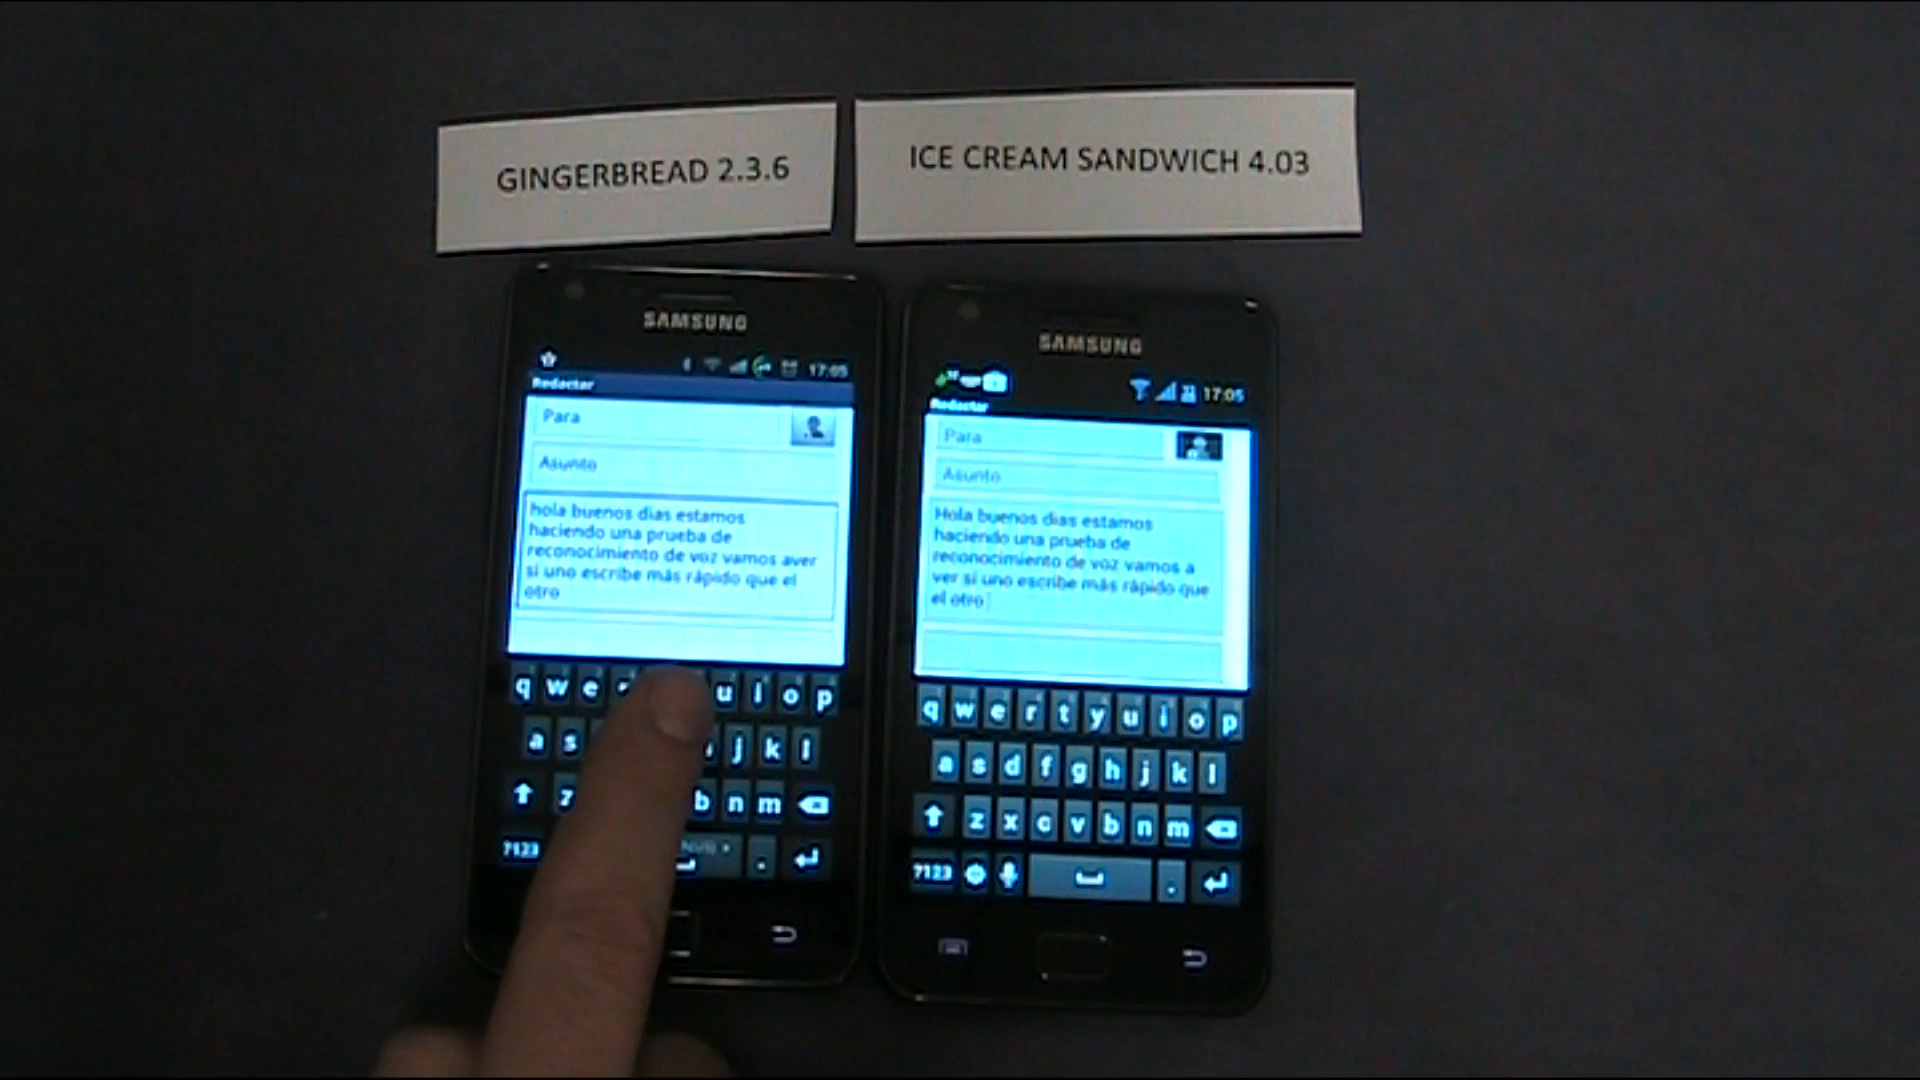 GINGERBREAD 2.3.6
ICE CREAM SANDWICH 4.03
SAMSUNG
17:05
Redactar
Para
Asunto
hola buenos dias estamos
haciendo una prueba de
reconocimiento de voz vamos aver
si uno escribe más rápido que el
otro
q w e u i o p
a s j k l
z b n m
?123 .
SAMSUNG
17:05
Redactar
Para
Asunto
Hola buenos dias estamos
haciendo una prueba de
reconocimiento de voz vamos a
ver si uno escribe más rápido que
el otro
q w e r t y u i o p
a s d f g h j k l
z x c v b n m
?123 .